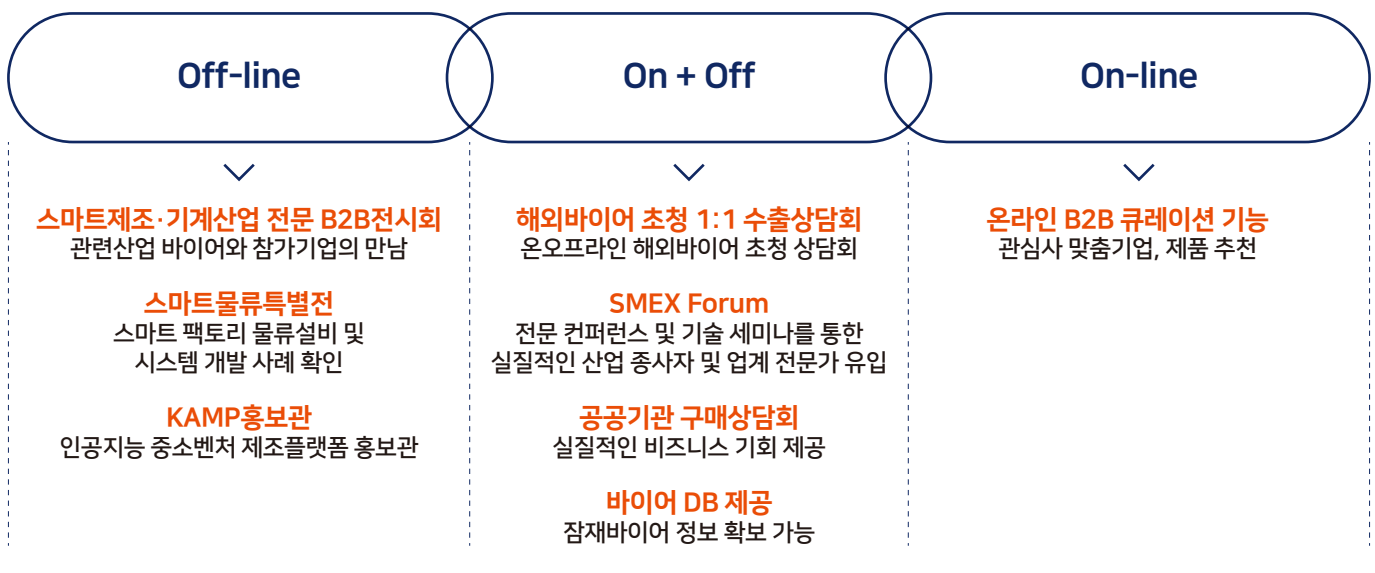 Off-line
스마트제조·기계산업 전문 B2B전시회
관련산업 바이어와 참가기업의 만남
스마트물류특별전
스마트 팩토리 물류설비 및
시스템 개발 사례 확인
KAMP홍보관
인공지능 중소벤처 제조플랫폼 홍보관
On + Off
해외바이어 초청 1:1 수출상담회
온오프라인 해외바이어 초청 상담회
SMEX Forum
전문 컨퍼런스 및 기술 세미나를 통한
실질적인 산업 종사자 및 업계 전문가 유입
공공기관 구매상담회
실질적인 비즈니스 기회 제공
바이어 DB 제공
잠재바이어 정보 확보 가능
On-line
온라인 B2B 큐레이션 기능
관심사 맞춤기업, 제품 추천